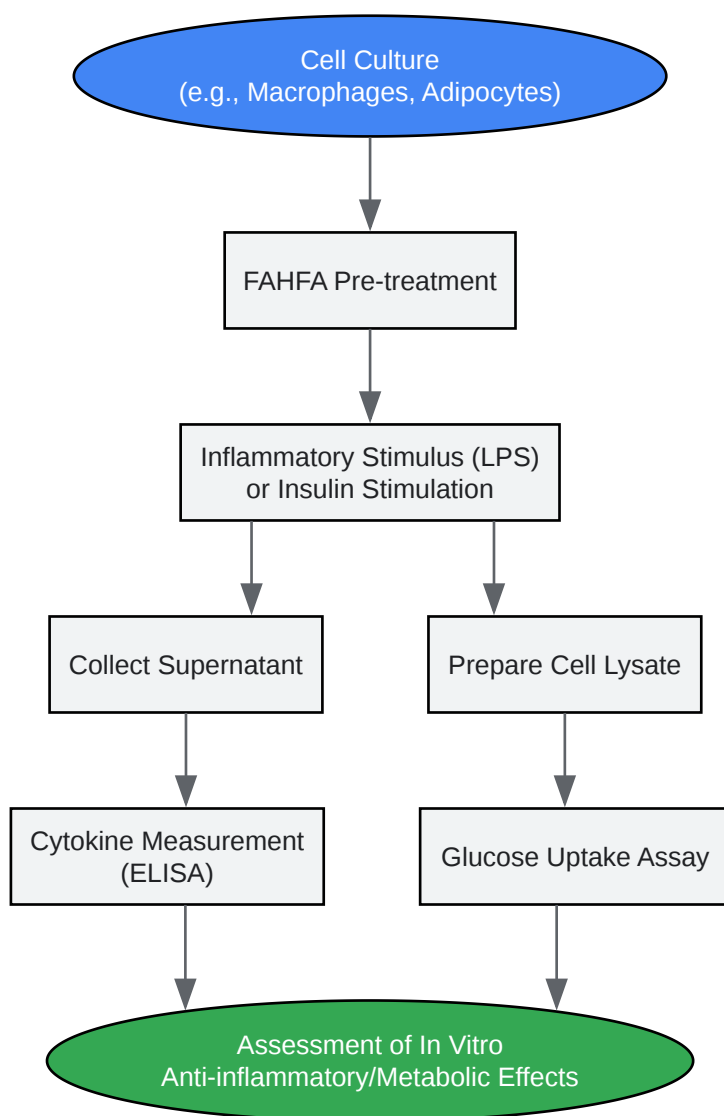 Cell Culture
(e.g., Macrophages, Adipocytes)
FAHFA Pre-treatment
Inflammatory Stimulus (LPS)
or Insulin Stimulation
Collect Supernatant
Prepare Cell Lysate
Cytokine Measurement
(ELISA)
Glucose Uptake Assay
Assessment of In Vitro
Anti-inflammatory/Metabolic Effects